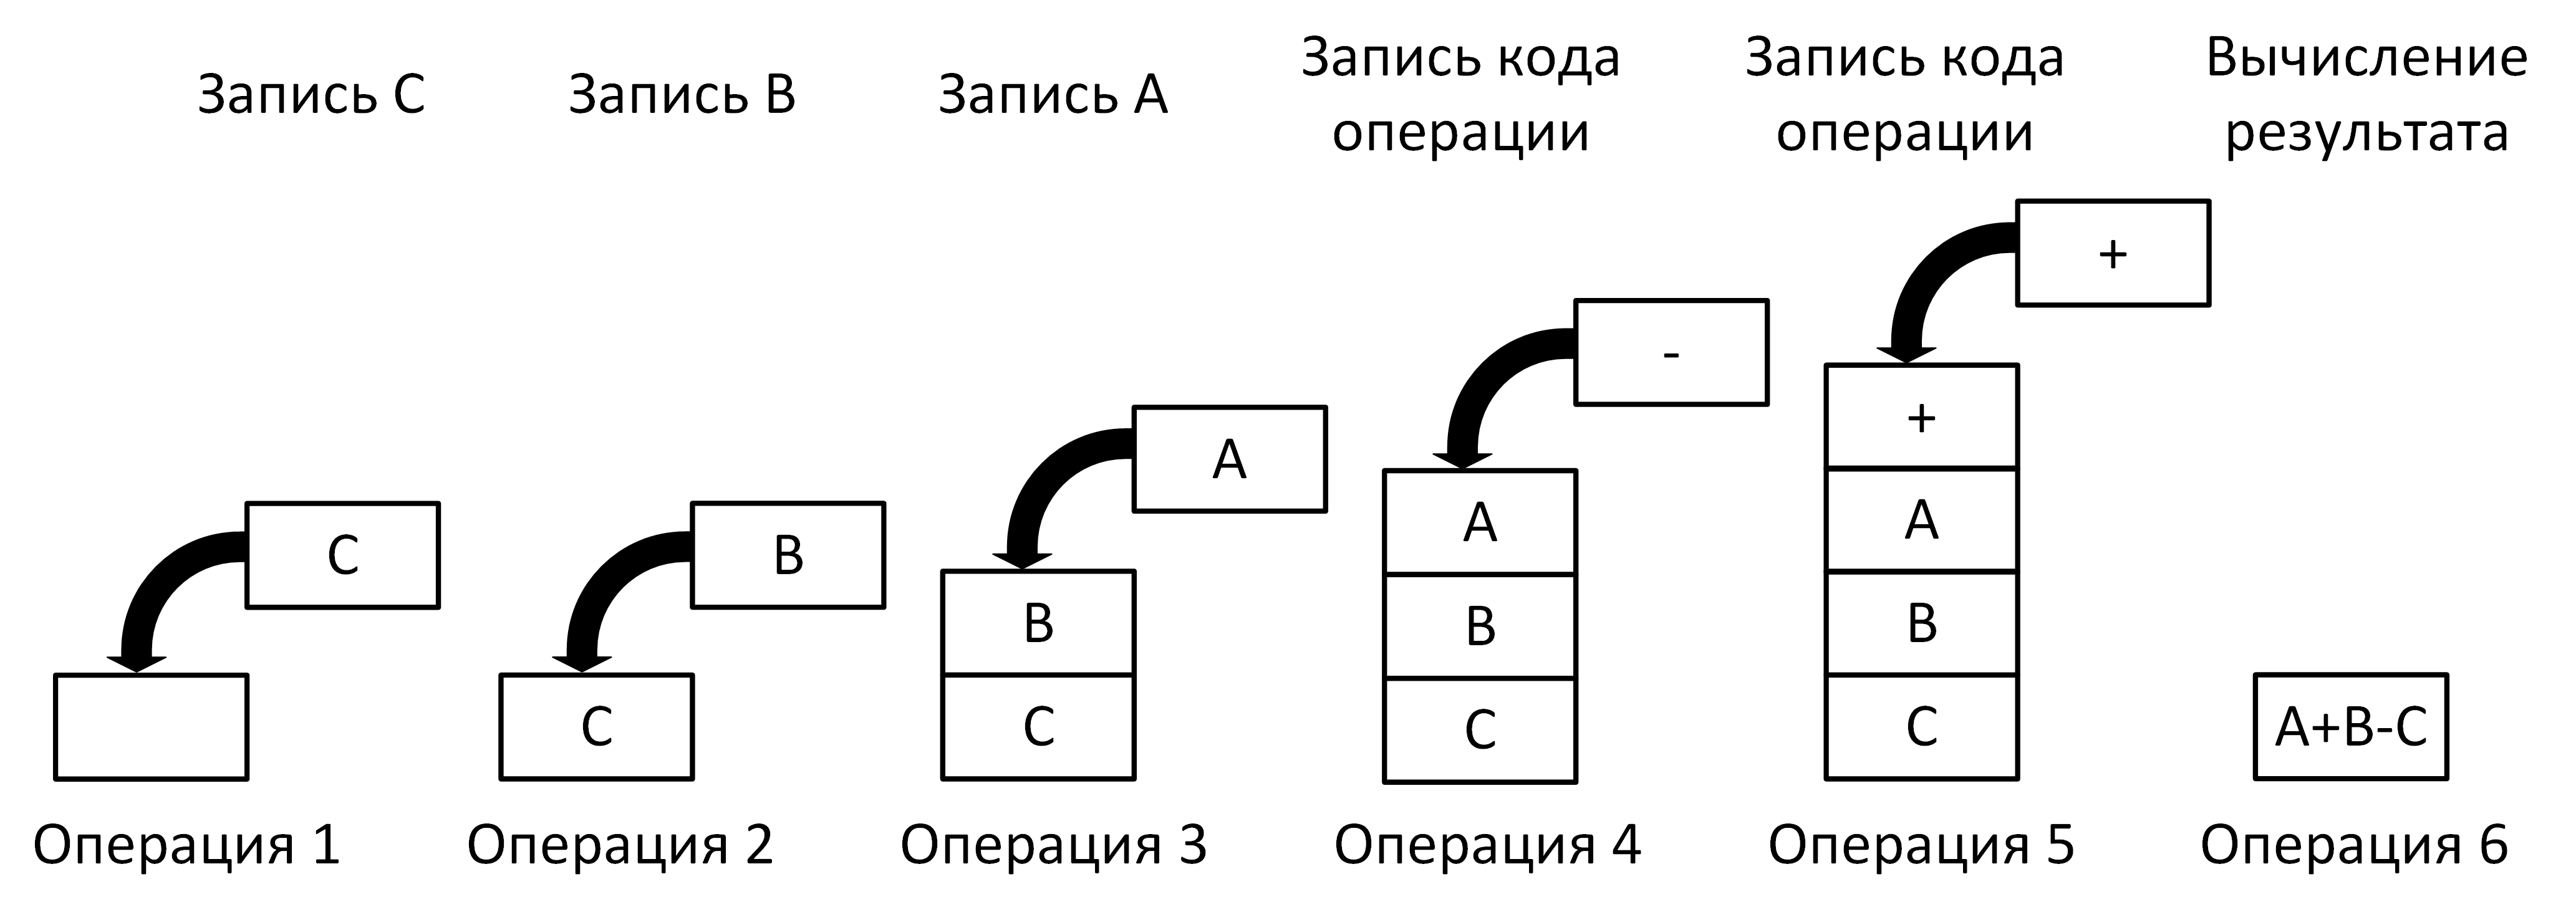 Запись С
Запись В
Запись А
Запись кода
операции
Запись кода
операции
Вычисление
результата
С
В
С
А
В
С
-
А
В
С
+
+
А
В
С
А+В-С
Операция 1
Операция 2
Операция 3
Операция 4
Операция 5
Операция 6